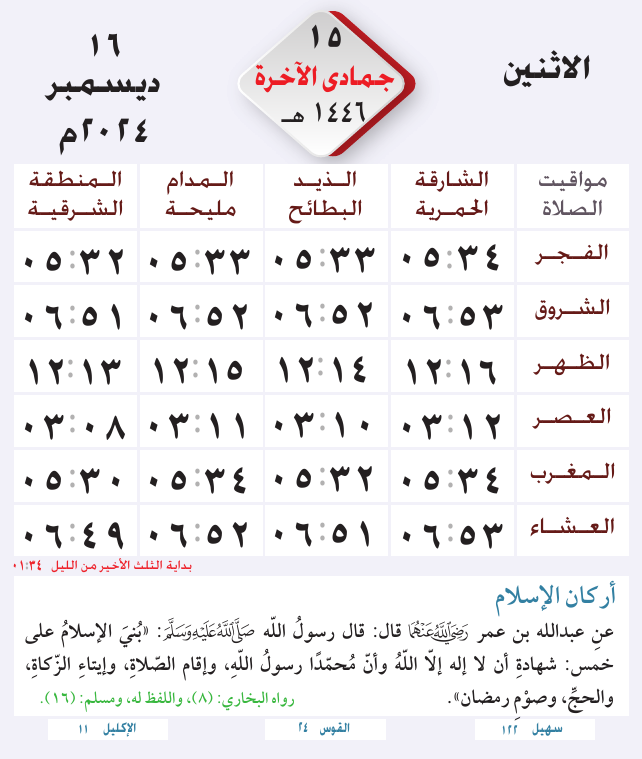 الاثنين
١٥
جمادى الآخرة
١٤٤٦ هـ
١٦
ديسمبر
٢٠٢٤م
مواقيت الصلاة | الشارقة الحمرية | الذيد البطائح | المدام مليحة | المنطقة الشرقية
الفجر ٠٥:٣٤ ٠٥:٣٣ ٠٥:٣٣ ٠٥:٣٢
الشروق ٠٦:٥٣ ٠٦:٥٢ ٠٦:٥٢ ٠٦:٥١
الظهر ١٢:١٦ ١٢:١٤ ١٢:١٥ ١٢:١٣
العصر ٠٣:١٢ ٠٣:١٠ ٠٣:١١ ٠٣:٠٨
المغرب ٠٥:٣٤ ٠٥:٣٢ ٠٥:٣٤ ٠٥:٣٠
العشاء ٠٦:٥٣ ٠٦:٥١ ٠٦:٥٢ ٠٦:٤٩
بداية الثلث الأخير من الليل ٠١:٣٤
أركان الإسلام
عنِ عبدالله بن عمر رَضِيَ اللَّهُ عَنْهُمَا قال: قال رسولُ اللّه صَلَّى اللَّهُ عَلَيْهِ وَسَلَّمَ: «بُنيَ الإسلامُ على
خمس: شهادةِ أن لا إله إلّا اللّهُ وأنّ مُحمّدًا رسولُ اللّهِ، وإقام الصّلاةِ، وإيتاءِ الزّكاةِ،
والحجِّ، وصوْمِ رمضان».
رواه البخاري: (٨)، واللفظ له، ومسلم: (١٦).
سهيل ١٢٢
القوس ٢٤
الإكليل ١١